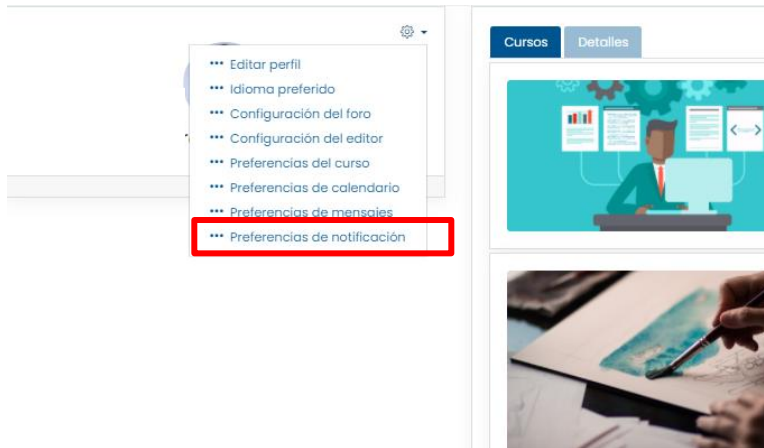 Editar perfil
Idioma preferido
Configuración del foro
Configuración del editor
Preferencias del curso
Preferencias de calendario
Preferencias de mensajes
Preferencias de notificación
Cursos
Detalles